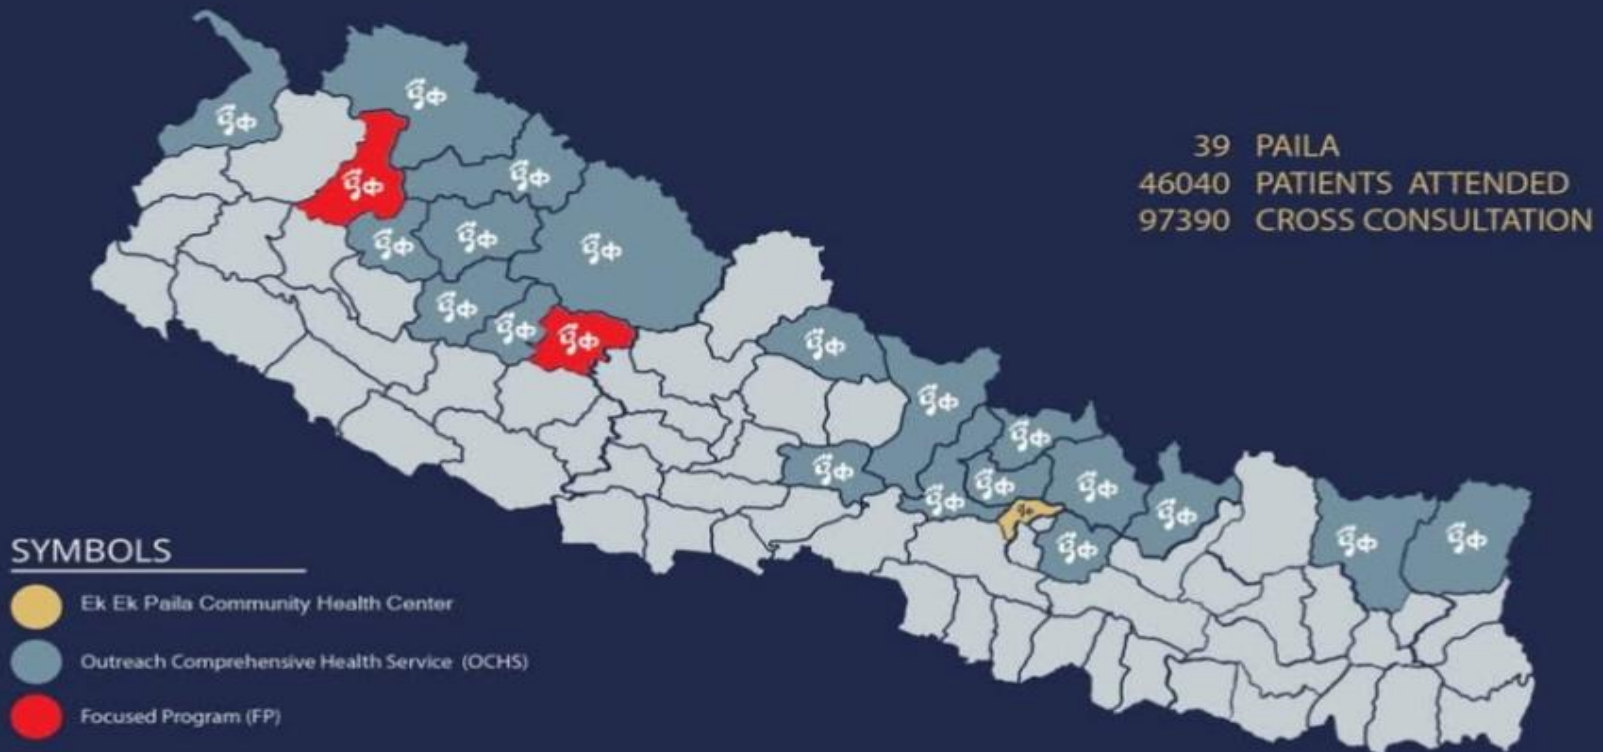 39 PAILA
46040 PATIENTS ATTENDED
97390 CROSS CONSULTATION
SYMBOLS
Ek Ek Paila Community Health Center
Outreach Comprehensive Health Service (OCHS)
Focused Program (FP)